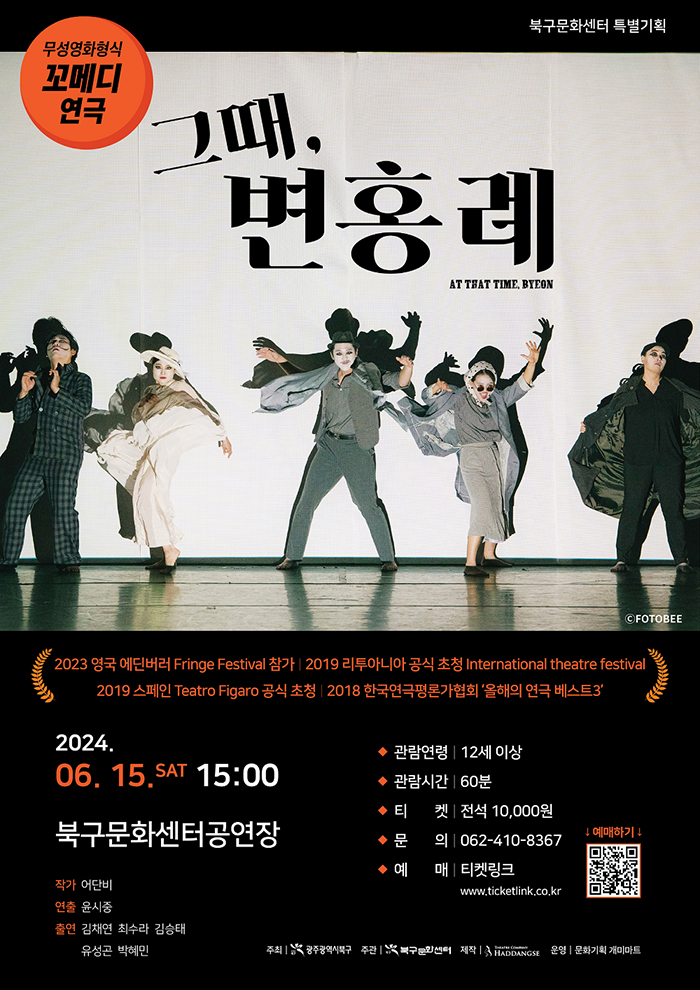 북구문화센터 특별기획
무성영화형식
꼬메디
연극
그때,
변홍례
AT THAT TIME, BYEON
©FOTOBEE
2023 영국 에딘버러 Fringe Festival 참가 | 2019 리투아니아 공식 초청 International theatre festival
2019 스페인 Teatro Figaro 공식 초청 | 2018 한국연극평론가협회 '올해의 연극 베스트3'
2024.
06. 15.SAT 15:00
북구문화센터공연장
작가 어단비
연출 윤시중
출연 김채연 최수라 김승태
유성곤 박혜민
◆ 관람연령 | 12세 이상
◆ 관람시간 | 60분
◆ 티 켓 | 전석 10,000원
◆ 문 의 | 062-410-8367
◆ 예 매 | 티켓링크
www.ticketlink.co.kr
↓예매하기↓
주최 | 광주광역시북구 주관 | 북구문화센터 제작 | THEATRE COMPANY HADDANGSE 운영 | 문화기획 개미마트